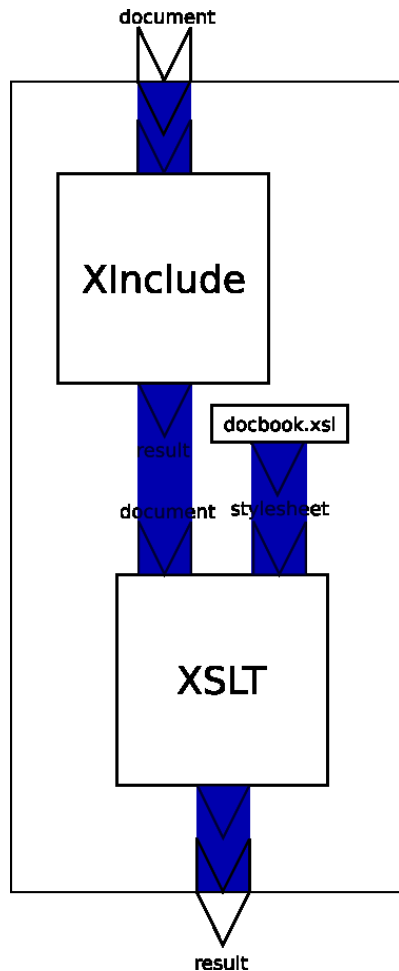 document
XInclude
docbook.xsl
result
document
stylesheet
XSLT
result